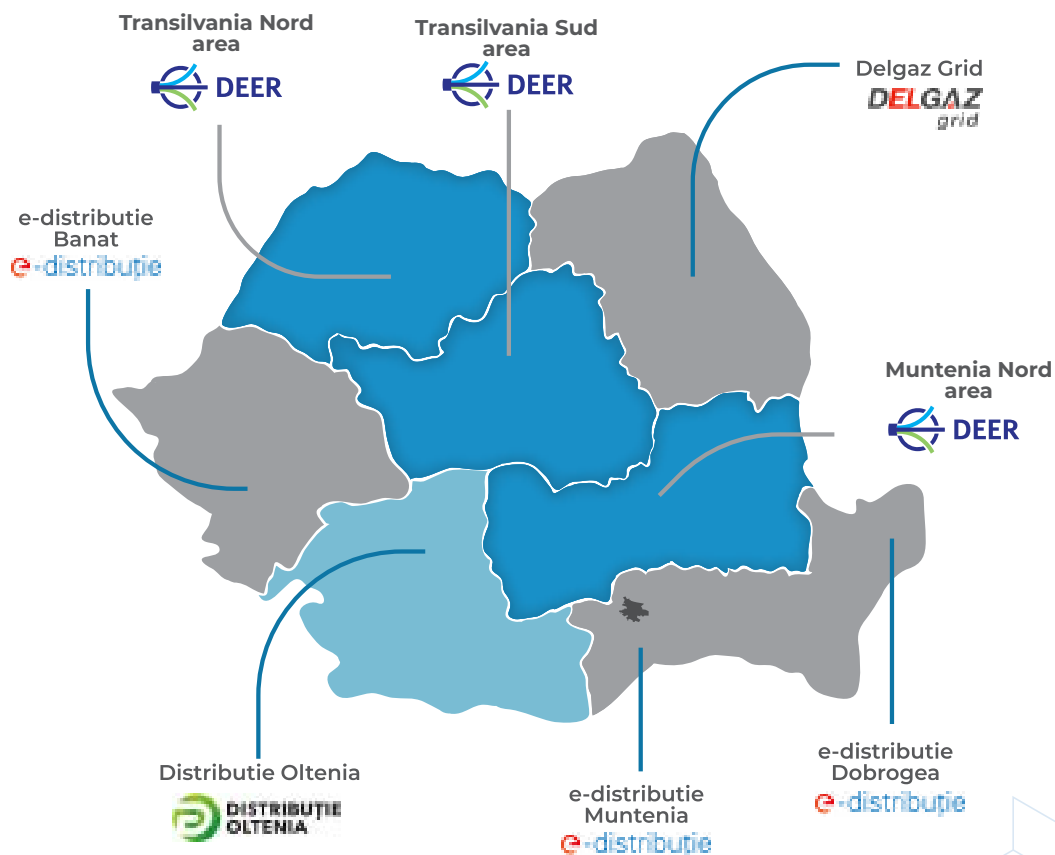 Transilvania Nord
area
DEER
Transilvania Sud
area
DEER
Delgaz Grid
DELGAZ
grid
e-distributie
Banat
e-distribuție
Muntenia Nord
area
DEER
Distributie Oltenia
DISTRIBUȚIE
OLTENIA
e-distributie
Muntenia
e-distribuție
e-distributie
Dobrogea
e-distribuție